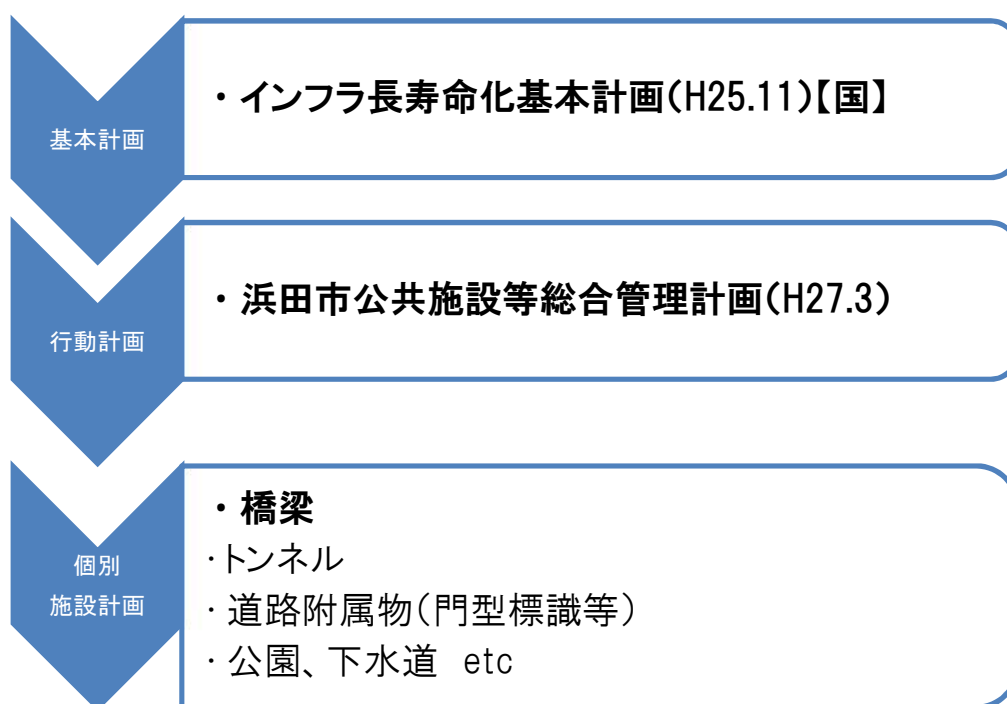 基本計画
・インフラ長寿命化基本計画(H25.11)【国】
行動計画
・浜田市公共施設等総合管理計画(H27.3)
個別
施設計画
・橋梁
・トンネル
・道路附属物(門型標識等)
・公園、下水道 etc